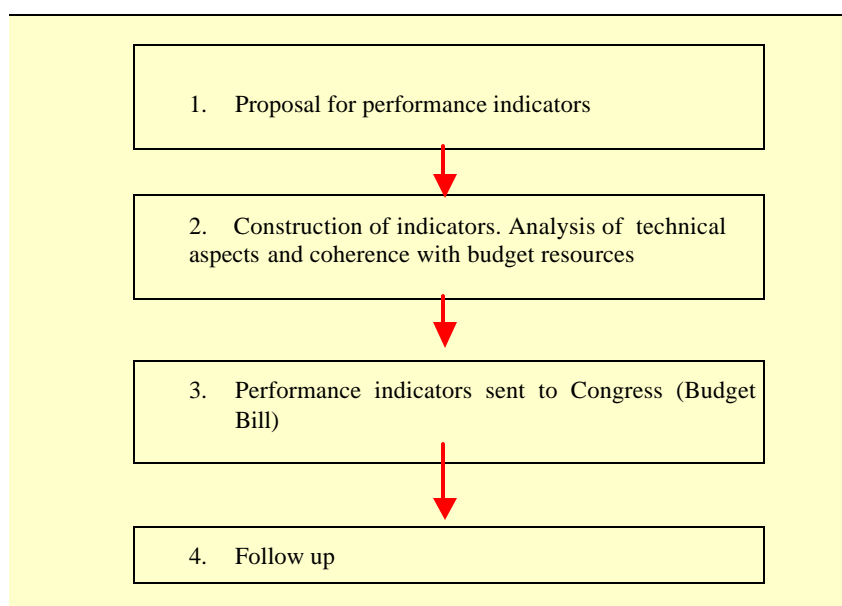 1. Proposal for performance indicators
2. Construction of indicators. Analysis of technical
aspects and coherence with budget resources
3. Performance indicators sent to Congress (Budget
Bill)
4. Follow up